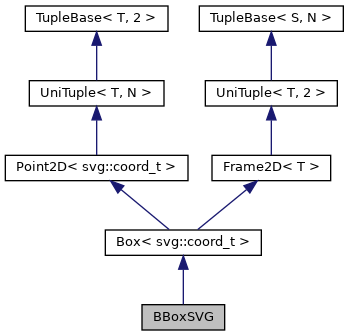 TupleBase< T, 2 >
TupleBase< S, N >
UniTuple< T, N >
UniTuple< T, 2 >
Point2D< svg::coord_t >
Frame2D< T >
Box< svg::coord_t >
BBoxSVG